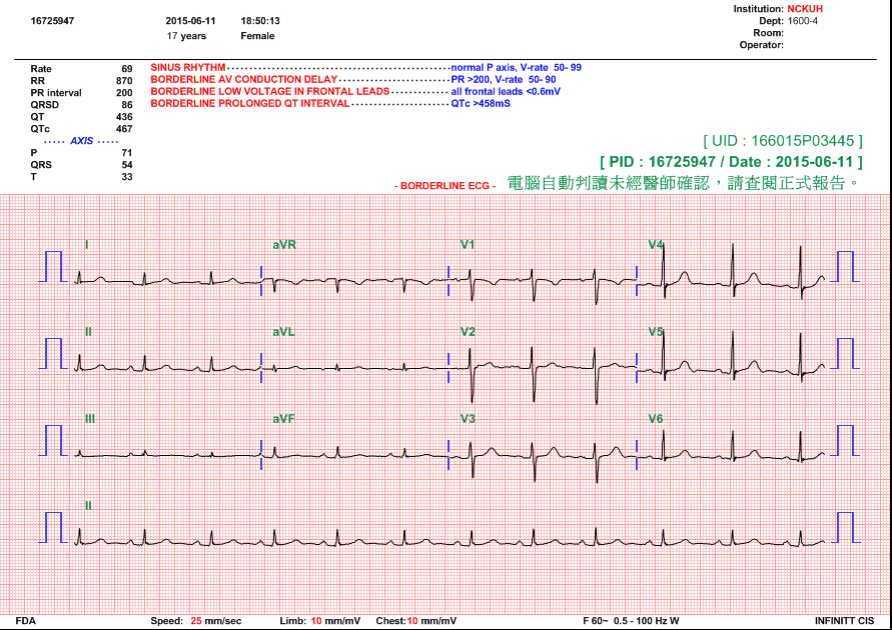 Institution: NCKUH
16725947 2015-06-11 18:50:13 Dept: 1600-4
17 years Female Room:
Operator:
Rate 69 SINUS RHYTHM - normal P axis, V-rate 50- 99
RR 870 BORDERLINE AV CONDUCTION DELAY - PR >200, V-rate 50- 90
PR interval 200 BORDERLINE LOW VOLTAGE IN FRONTAL LEADS - all frontal leads <0.6mV
QRSD 86 BORDERLINE PROLONGED QT INTERVAL - QTc >458mS
QT 436
QTc 467
----- AXIS -----
P 71
QRS 54
T 33
[ UID : 166015P03445 ]
[ PID : 16725947 / Date : 2015-06-11 ]
- BORDERLINE ECG - 電腦自動判讀未經醫師確認，請查閱正式報告。
I aVR V1 V4
II aVL V2 V5
III aVF V3 V6
II
FDA Speed: 25 mm/sec Limb: 10 mm/mV Chest:10 mm/mV F 60~ 0.5 - 100 Hz W INFINITT CIS